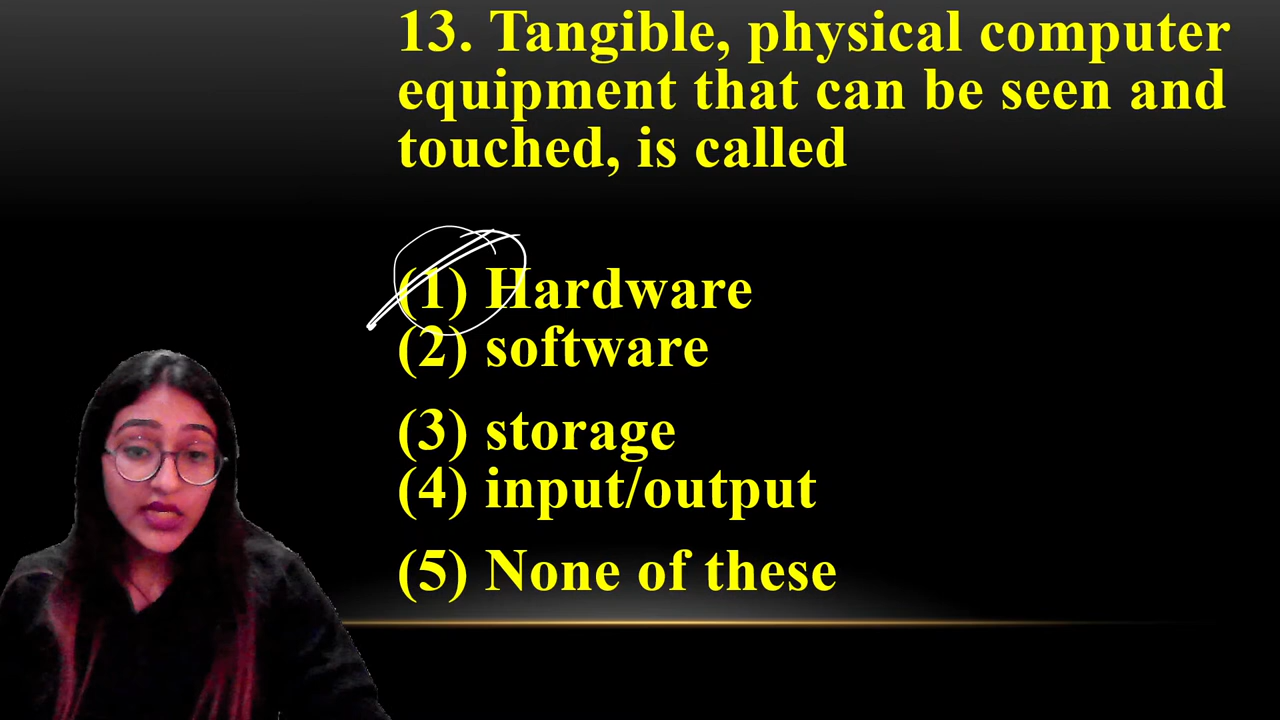 13. Tangible, physical computer
equipment that can be seen and
touched, is called
(1) Hardware
(2) software
(3) storage
(4) input/output
(5) None of these